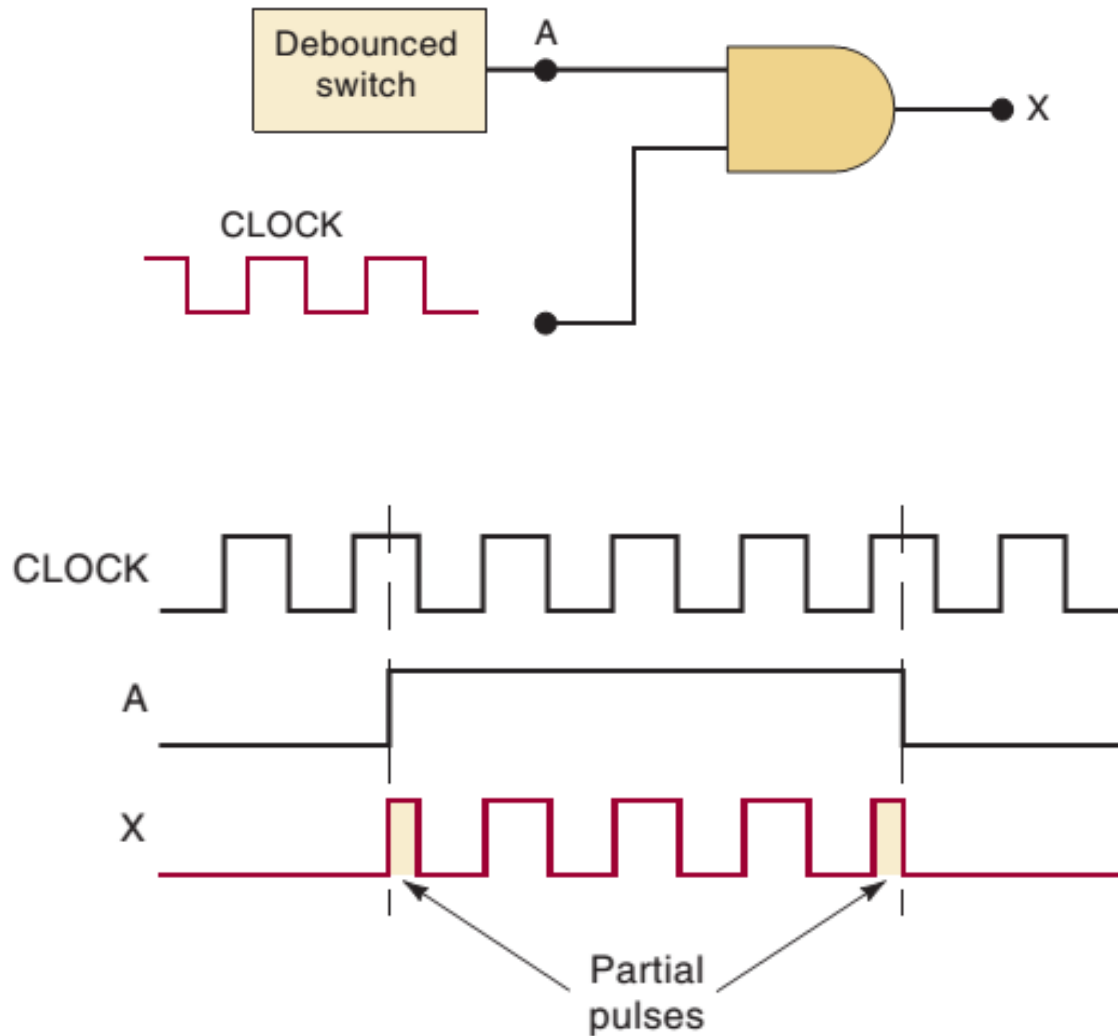 Debounced
switch
A
X
CLOCK
CLOCK
A
X
Partial
pulses